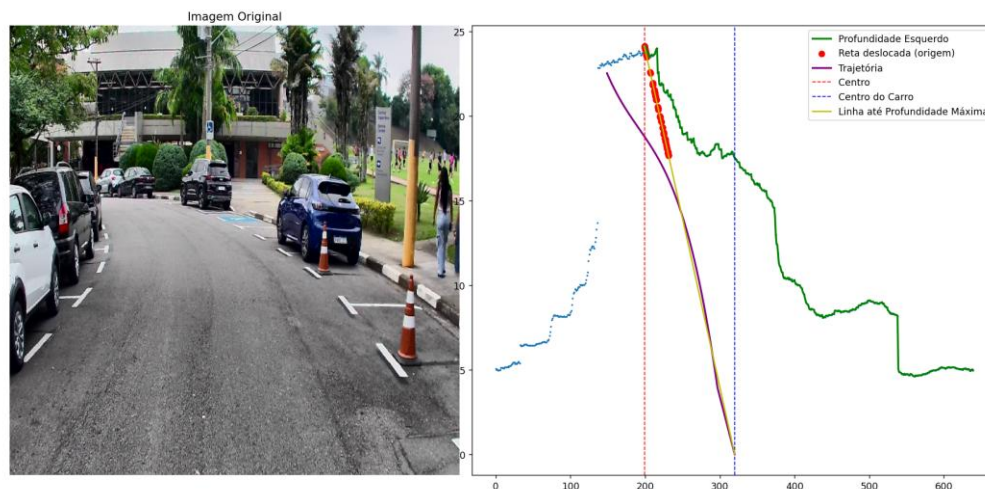 Imagem Original
25
20
15
10
5
0
0
100
200
300
400
500
600
Profundidade Esquerdo
Reta deslocada (origem)
Trajetória
Centro
Centro do Carro
Linha até Profundidade Máxima